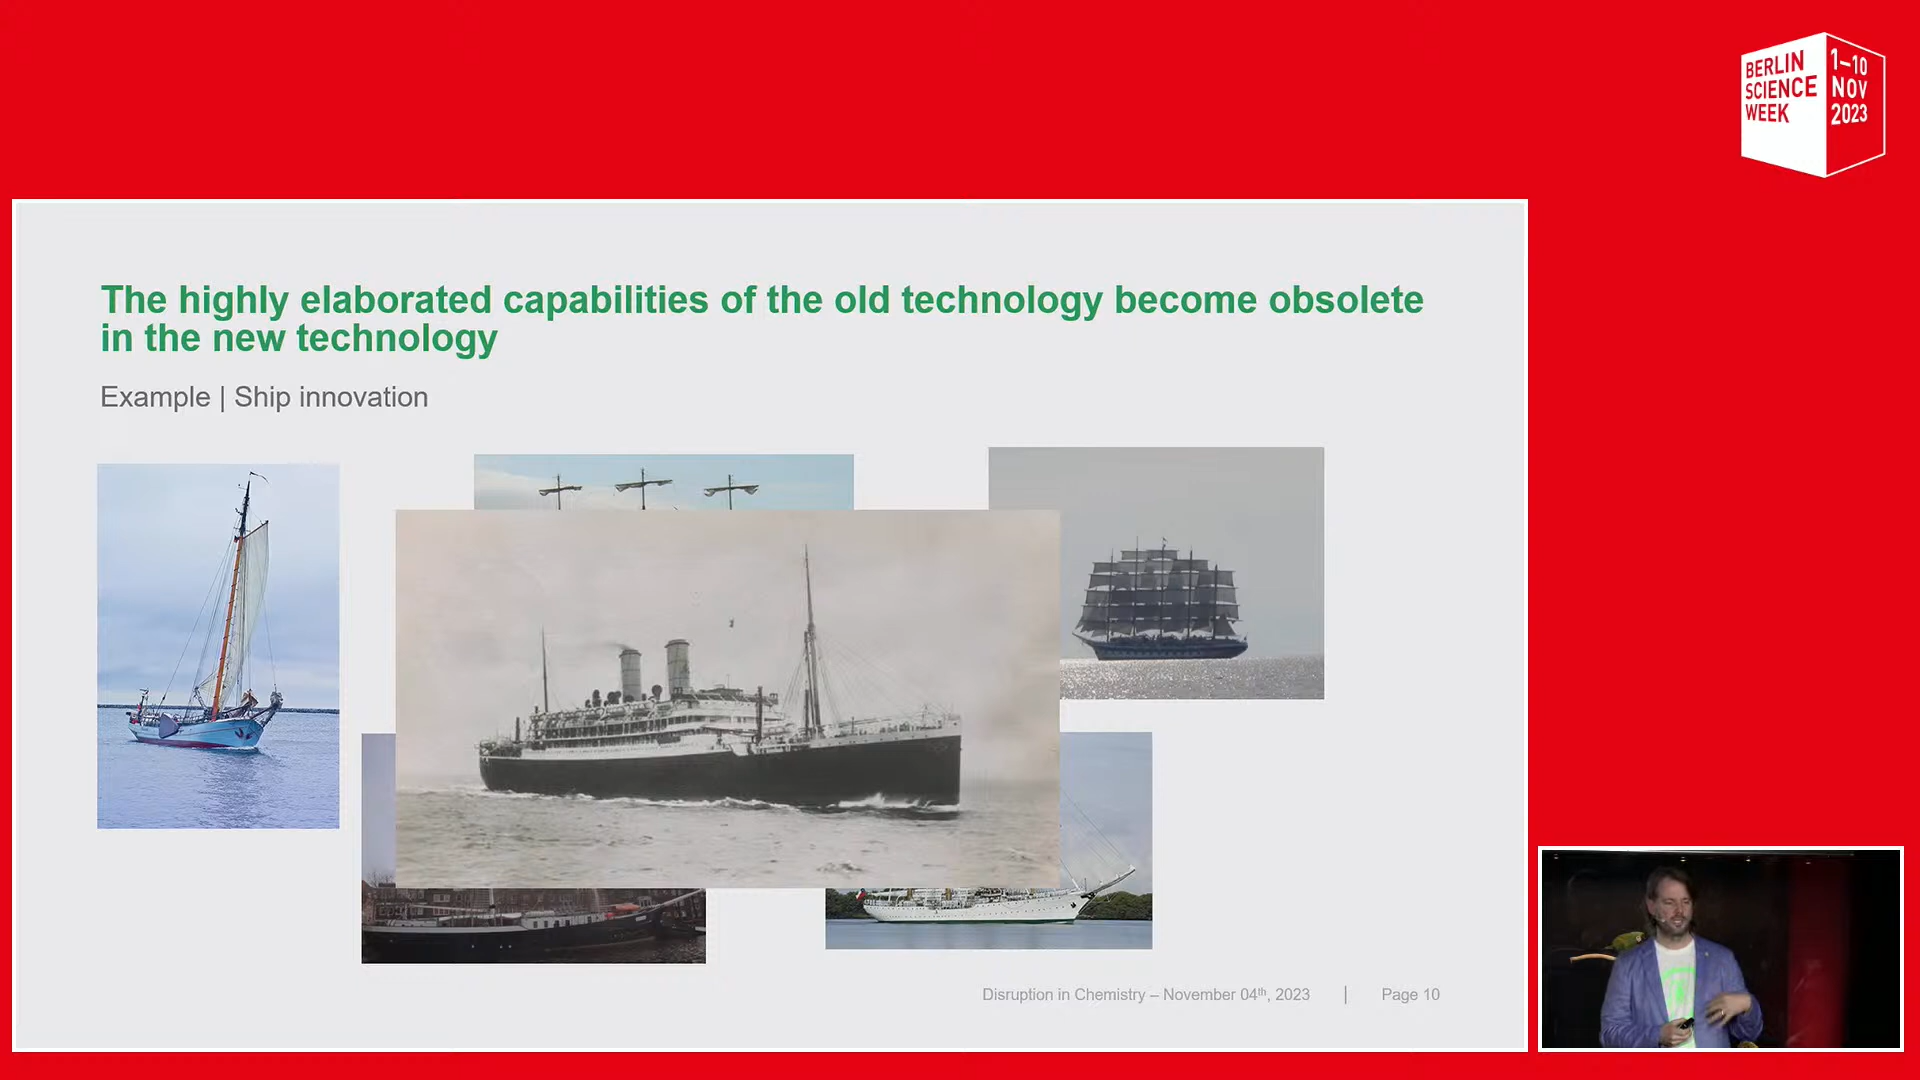 BERLIN
SCIENCE
WEEK
1–10
NOV
2023
The highly elaborated capabilities of the old technology become obsolete
in the new technology
Example | Ship innovation
Disruption in Chemistry – November 04th, 2023 | Page 10